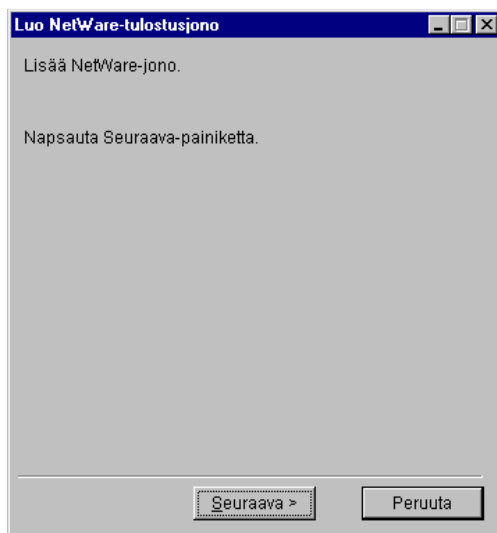 Luo NetWare-tulostusjono
Lisää NetWare-jono.
Napsauta Seuraava-painiketta.
Seuraava >
Peruuta